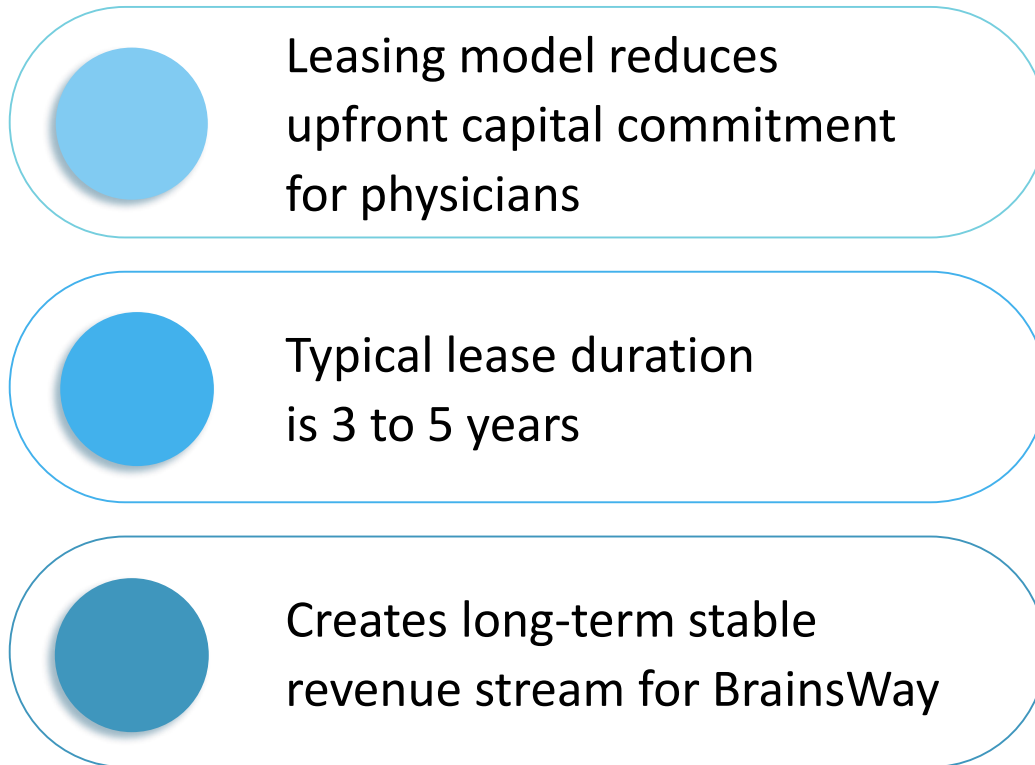 Leasing model reduces
upfront capital commitment
for physicians
Typical lease duration
is 3 to 5 years
Creates long-term stable
revenue stream for BrainsWay